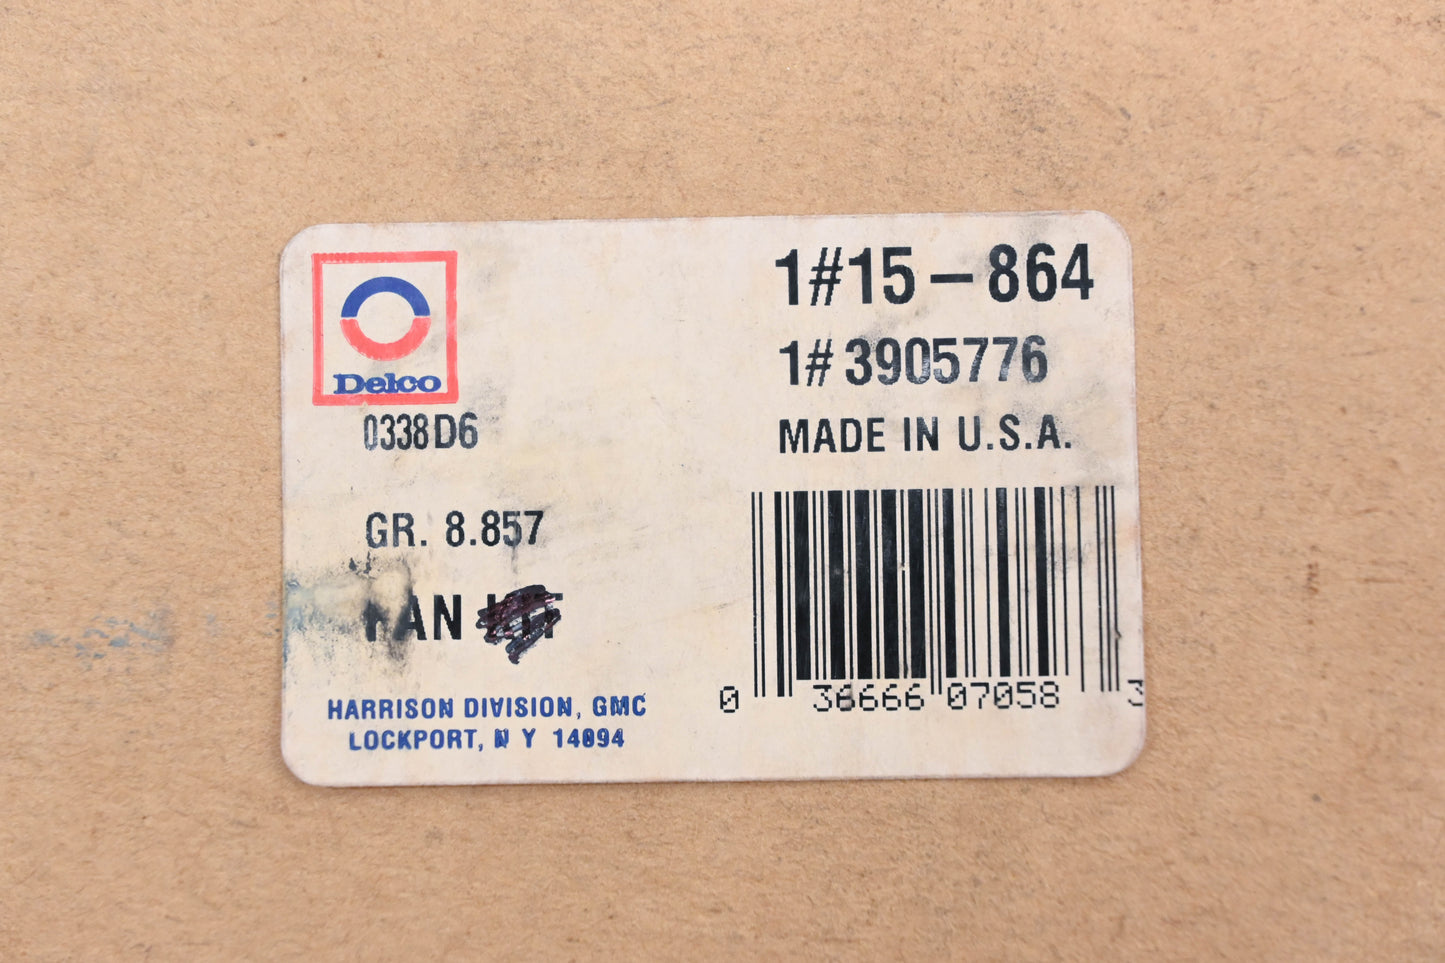 Delco
0338D6
GR. 8.857
FAN
HARRISON DIVISION, GMC
LOCKPORT, N Y 14094
1#15-864
1#3905776
MADE IN U.S.A.
0 36666 07058 3